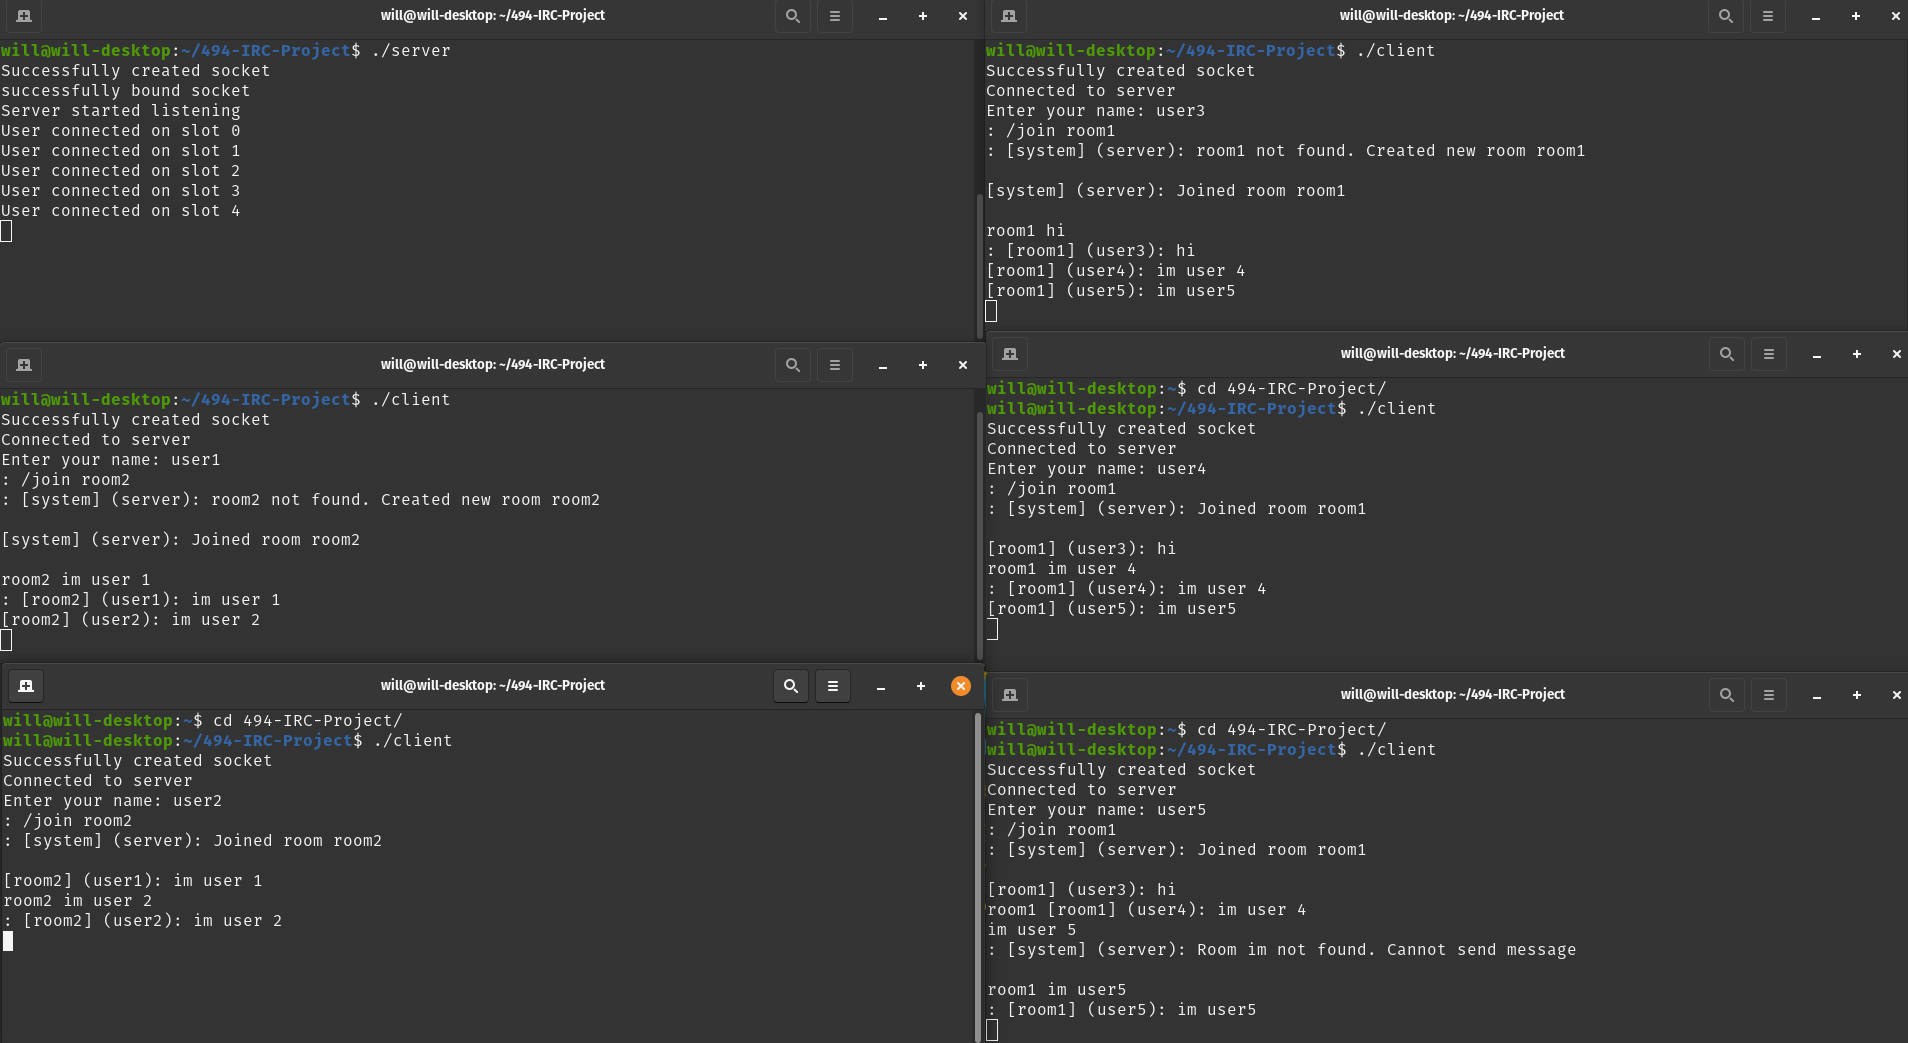 will@will-desktop: ~/494-IRC-Project
will@will-desktop:~/494-IRC-Project$ ./server
Successfully created socket
successfully bound socket
Server started listening
User connected on slot 0
User connected on slot 1
User connected on slot 2
User connected on slot 3
User connected on slot 4
will@will-desktop: ~/494-IRC-Project
will@will-desktop:~/494-IRC-Project$ ./client
Successfully created socket
Connected to server
Enter your name: user1
: /join room2
: [system] (server): room2 not found. Created new room room2
[system] (server): Joined room room2
room2 im user 1
: [room2] (user1): im user 1
[room2] (user2): im user 2
will@will-desktop: ~/494-IRC-Project
will@will-desktop:~$ cd 494-IRC-Project/
will@will-desktop:~/494-IRC-Project$ ./client
Successfully created socket
Connected to server
Enter your name: user2
: /join room2
: [system] (server): Joined room room2
[room2] (user1): im user 1
room2 im user 2
: [room2] (user2): im user 2
will@will-desktop: ~/494-IRC-Project
will@will-desktop:~/494-IRC-Project$ ./client
Successfully created socket
Connected to server
Enter your name: user3
: /join room1
: [system] (server): room1 not found. Created new room room1
[system] (server): Joined room room1
room1 hi
: [room1] (user3): hi
[room1] (user4): im user 4
[room1] (user5): im user5
will@will-desktop: ~/494-IRC-Project
will@will-desktop:~$ cd 494-IRC-Project/
will@will-desktop:~/494-IRC-Project$ ./client
Successfully created socket
Connected to server
Enter your name: user4
: /join room1
: [system] (server): Joined room room1
[room1] (user3): hi
room1 im user 4
: [room1] (user4): im user 4
[room1] (user5): im user5
will@will-desktop: ~/494-IRC-Project
will@will-desktop:~$ cd 494-IRC-Project/
will@will-desktop:~/494-IRC-Project$ ./client
Successfully created socket
Connected to server
Enter your name: user5
: /join room1
: [system] (server): Joined room room1
[room1] (user3): hi
room1 [room1] (user4): im user 4
im user 5
: [system] (server): Room im not found. Cannot send message
room1 im user5
: [room1] (user5): im user5